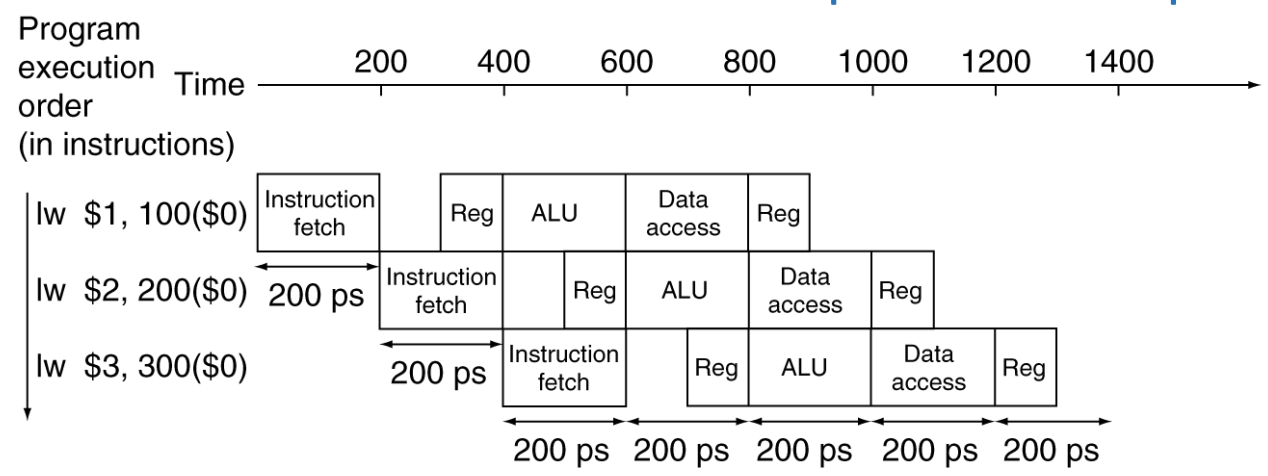 Program
execution
order
(in instructions)
Time
200 400 600 800 1000 1200 1400
lw $1, 100($0)
Instruction
fetch
Reg
ALU
Data
access
Reg
lw $2, 200($0)
200 ps
Instruction
fetch
Reg
ALU
Data
access
Reg
lw $3, 300($0)
200 ps
Instruction
fetch
Reg
ALU
Data
access
Reg
200 ps 200 ps 200 ps 200 ps 200 ps